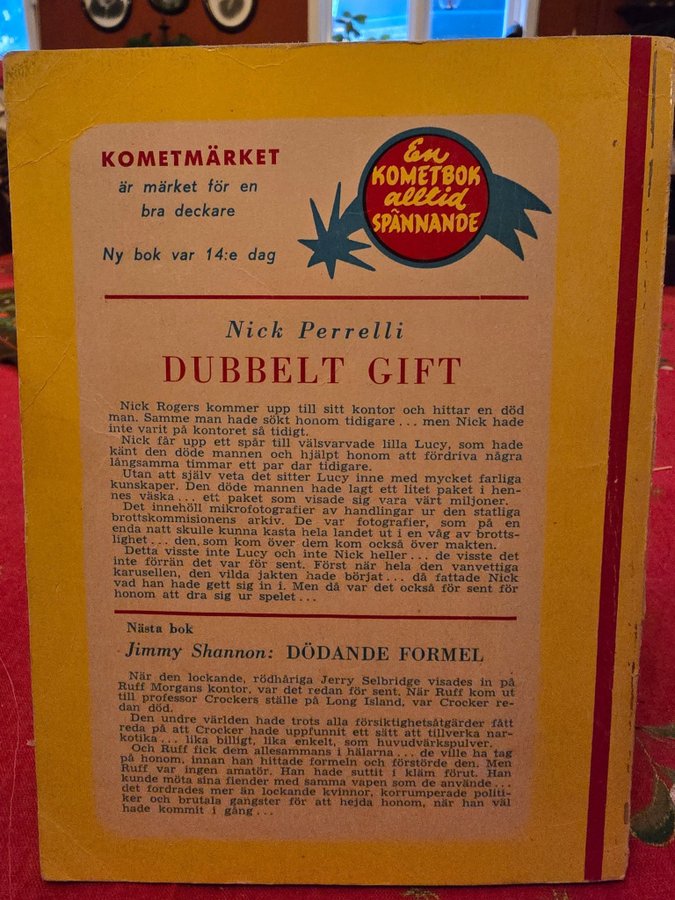 KOMETMÄRKET
är märket för en
bra deckare
Ny bok var 14:e dag
En
KOMETBOK
alltid
SPÄNNANDE
Nick Perrelli
DUBBELT GIFT
Nick Rogers kommer upp till sitt kontor och hittar en död
man. Samme man hade sökt honom tidigare ... men Nick hade
inte varit på kontoret så tidigt.
Nick får upp ett spår till välsvarvade lilla Lucy, som hade
känt den döde mannen och hjälpt honom att fördriva några
långsamma timmar ett par dar tidigare.
Utan att själv veta det sitter Lucy inne med mycket farliga
kunskaper. Den döde mannen hade lagt ett litet paket i hen-
nes väska ... ett paket som visade sig vara värt miljoner.
Det innehöll mikrofotografier av handlingar ur den statliga
brottskommisionens arkiv. De var fotografier, som på en
enda natt skulle kunna kasta hela landet ut i en våg av brotts-
lighet ... den som kom över dem kom också över makten.
Detta visste inte Lucy och inte Nick heller ... de visste det
inte förrän det var för sent. Först när hela den vanvettiga
karusellen, den vilda jakten hade börjat ... då fattade Nick
vad han hade gett sig in i. Men då var det också för sent för
honom att dra sig ur spelet ...
Nästa bok
Jimmy Shannon: DÖDANDE FORMEL
När den lockande, rödhåriga Jerry Selbridge visades in på
Ruff Morgans kontor, var det redan för sent. När Ruff kom ut
till professor Crockers ställe på Long Island, var Crocker re-
dan död.
Den undre världen hade trots alla försiktighetsåtgärder fått
reda på att Crocker hade uppfunnit ett sätt att tillverka nar-
kotika ... lika billigt, lika enkelt, som huvudvärkspulver.
Och Ruff fick dem allesammans i hälarna ... de ville ha tag
på honom, innan han hittade formeln och förstörde den. Men
Ruff var ingen amatör. Han hade suttit i kläm förut. Han
kunde möta sina fiender med samma vapen som de använde ...
det fordrades mer än lockande kvinnor, korrumperade politi-
ker och brutala gangster för att hejda honom, när han väl
hade kommit i gång ...